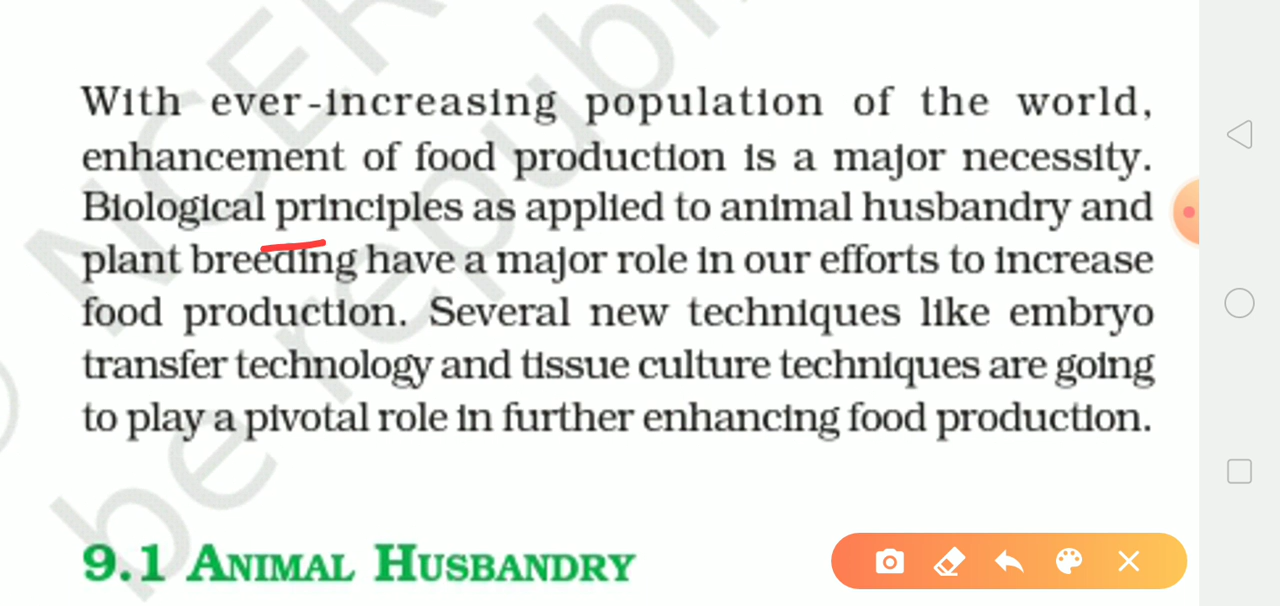 With ever-increasing population of the world,
enhancement of food production is a major necessity.
Biological principles as applied to animal husbandry and
plant breeding have a major role in our efforts to increase
food production. Several new techniques like embryo
transfer technology and tissue culture techniques are going
to play a pivotal role in further enhancing food production.
9.1 ANIMAL HUSBANDRY
© NCER
be republ